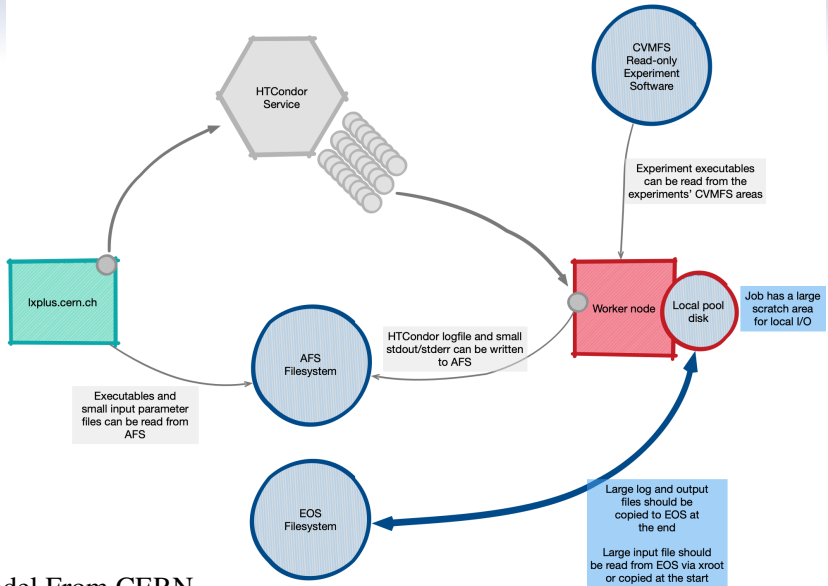 CVMFS
Read-only
Experiment
Software
HTCondor
Service
Experiment executables
can be read from the
experiments' CVMFS areas
lxplus.cern.ch
Worker node
Local pool
disk
Job has a large
scratch area
for local I/O
HTCondor logfile and small
stdout/stderr can be written
to AFS
AFS
Filesystem
Executables and
small input parameter
files can be read from
AFS
EOS
Filesystem
Large log and output
files should be
copied to EOS at
the end
Large input file should
be read from EOS via xroot
or copied at the start
From CERN